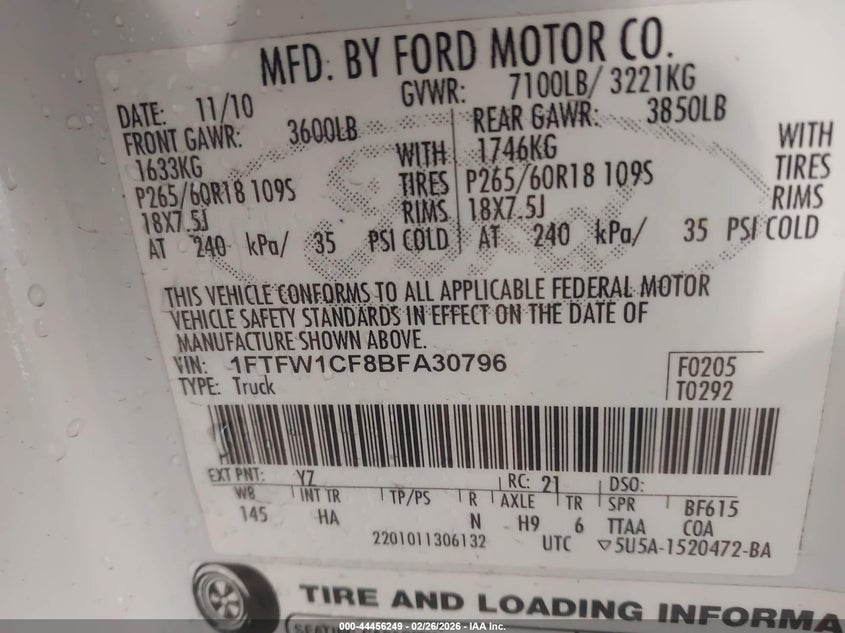 MFD. BY FORD MOTOR CO.
DATE: 11/10 GVWR: 7100LB/ 3221KG
FRONT GAWR: 3600LB REAR GAWR: 3850LB
1633KG WITH 1746KG WITH
P265/60R18 109S TIRES P265/60R18 109S TIRES
18X7.5J RIMS 18X7.5J RIMS
AT 240 kPa/ 35 PSI COLD AT 240 kPa/ 35 PSI COLD
THIS VEHICLE CONFORMS TO ALL APPLICABLE FEDERAL MOTOR
VEHICLE SAFETY STANDARDS IN EFFECT ON THE DATE OF
MANUFACTURE SHOWN ABOVE.
VIN: 1FTFW1CF8BFA30796 F0205
TYPE: Truck T0292
EXT PNT: YZ RC: 21 DSO:
WB INT TR TP/PS R AXLE TR SPR BF615
145 HA N H9 6 TTAA COA
2201011306132 UTC ▽5U5A-1520472-BA
TIRE AND LOADING INFORMA
000-44456249 - 02/26/2026 - IAA Inc.